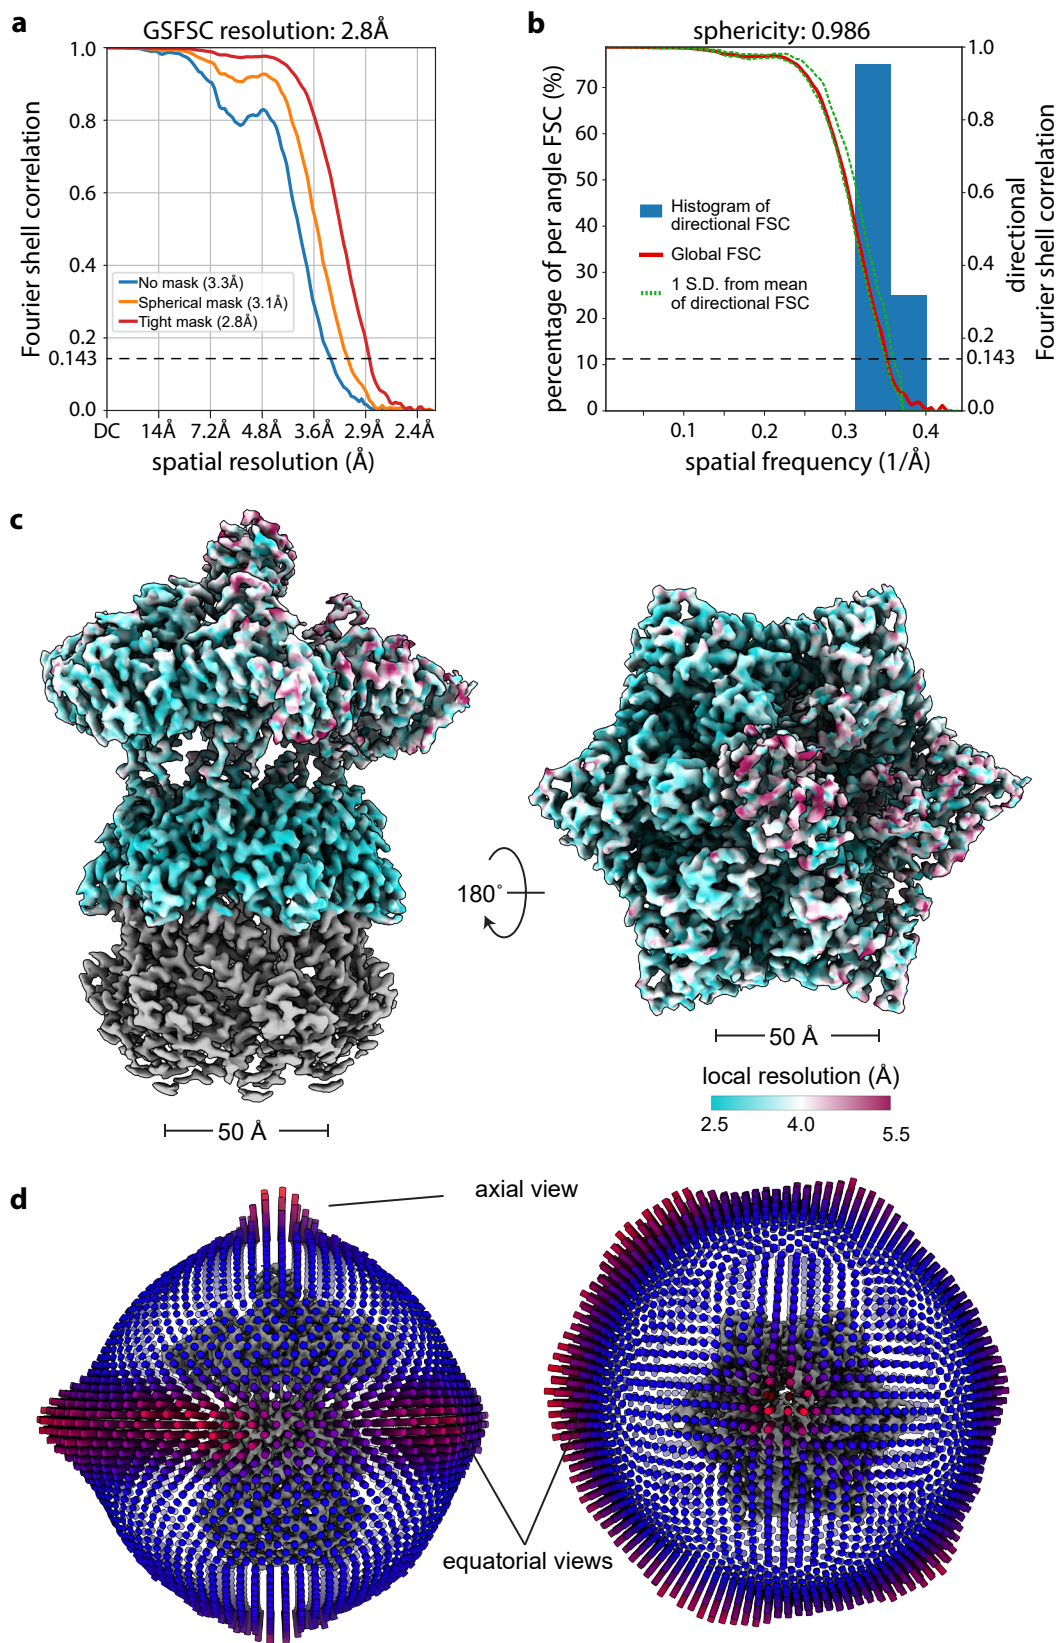 a
GSFSC resolution: 2.8Å
Fourier shell correlation
1.0
0.8
0.6
0.4
0.2
0.143
0.0
No mask (3.3Å)
Spherical mask (3.1Å)
Tight mask (2.8Å)
DC 14Å 7.2Å 4.8Å 3.6Å 2.9Å 2.4Å
spatial resolution (Å)
b
sphericity: 0.986
percentage of per angle FSC (%)
70
60
50
40
30
20
10
0
Histogram of
directional FSC
Global FSC
1 S.D. from mean
of directional FSC
1.0
0.8
0.6
0.4
0.2
0.143
0.0
directional
Fourier shell correlation
0.1 0.2 0.3 0.4
spatial frequency (1/Å)
c
180°
50 Å
50 Å
local resolution (Å)
2.5 4.0 5.5
d
axial view
equatorial views